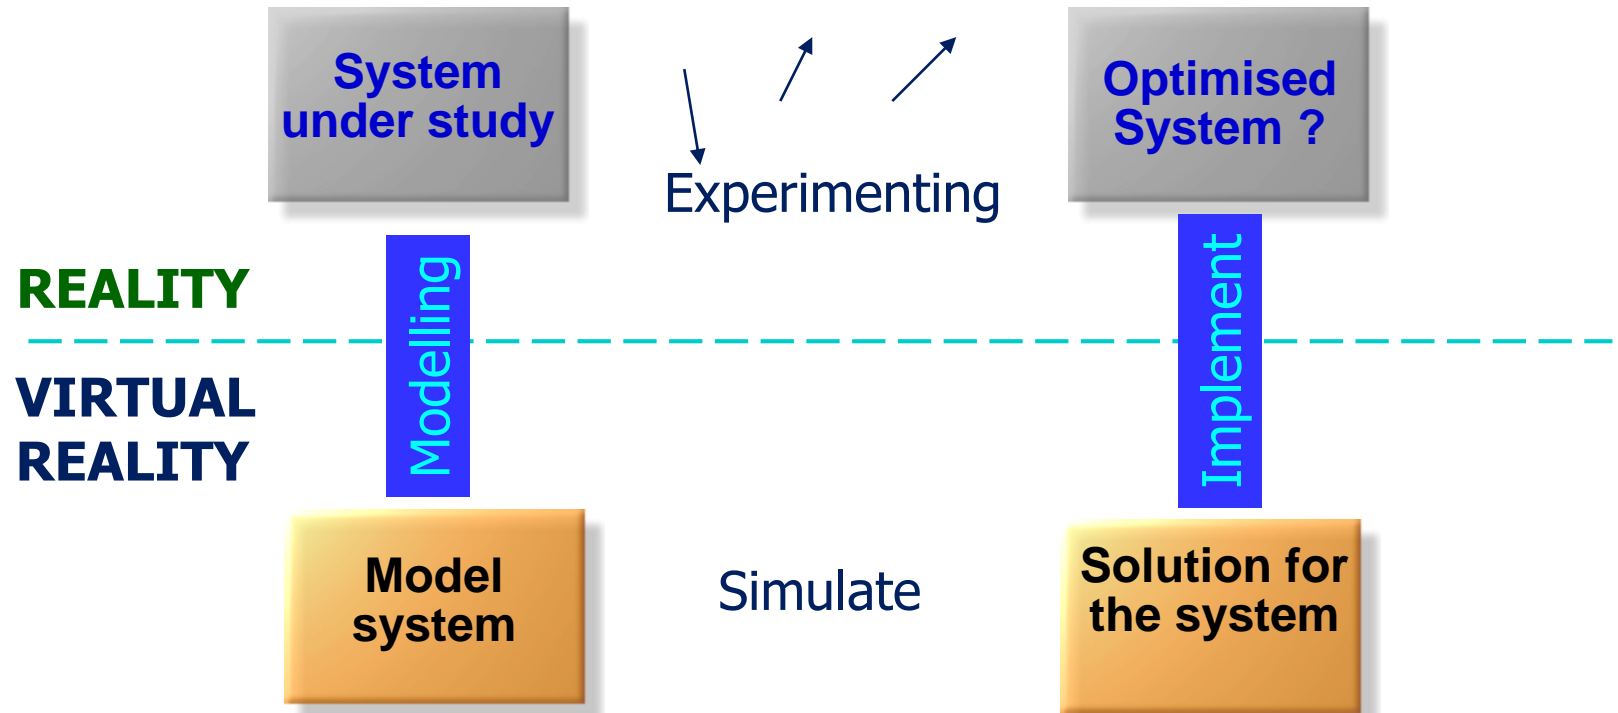 System
under study
Optimised
System ?
Experimenting
REALITY
Modelling
Implement
VIRTUAL
REALITY
Model
system
Simulate
Solution for
the system